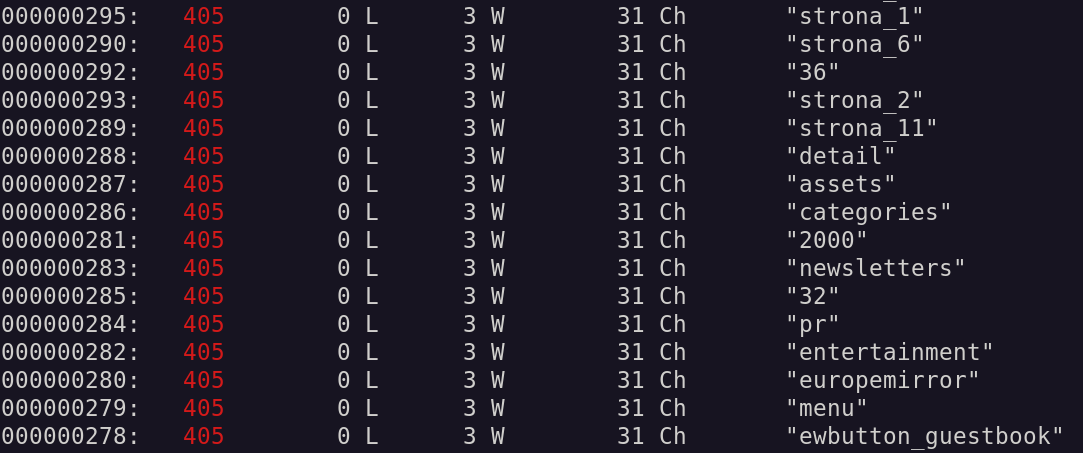 000000295: 405 0 L 3 W 31 Ch "strona_1"
000000290: 405 0 L 3 W 31 Ch "strona_6"
000000292: 405 0 L 3 W 31 Ch "36"
000000293: 405 0 L 3 W 31 Ch "strona_2"
000000289: 405 0 L 3 W 31 Ch "strona_11"
000000288: 405 0 L 3 W 31 Ch "detail"
000000287: 405 0 L 3 W 31 Ch "assets"
000000286: 405 0 L 3 W 31 Ch "categories"
000000281: 405 0 L 3 W 31 Ch "2000"
000000283: 405 0 L 3 W 31 Ch "newsletters"
000000285: 405 0 L 3 W 31 Ch "32"
000000284: 405 0 L 3 W 31 Ch "pr"
000000282: 405 0 L 3 W 31 Ch "entertainment"
000000280: 405 0 L 3 W 31 Ch "europemirror"
000000279: 405 0 L 3 W 31 Ch "menu"
000000278: 405 0 L 3 W 31 Ch "ewbutton_guestbook"